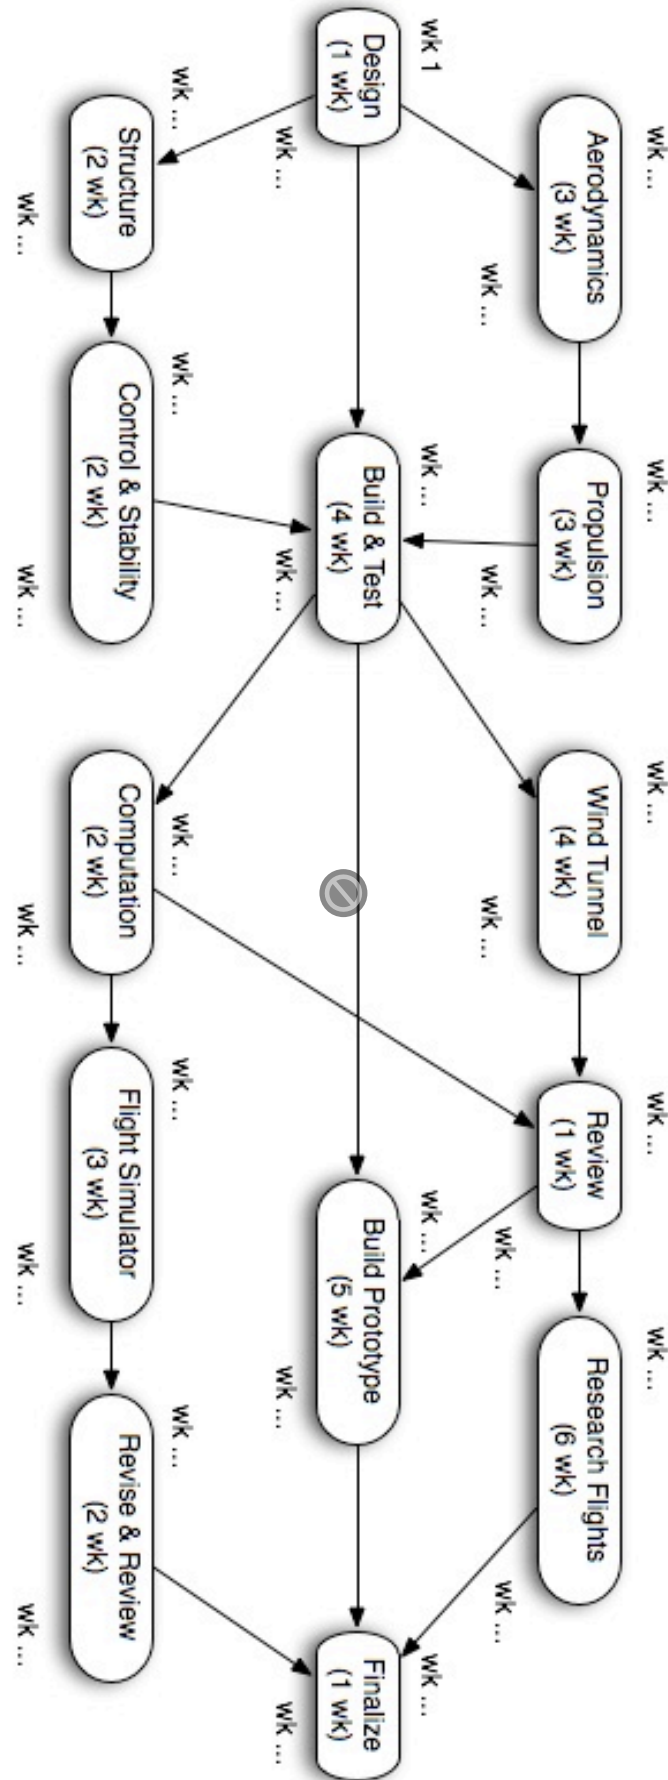 wk ...
Aerodynamics
(3 wk)
wk ...
wk ...
Propulsion
(3 wk)
wk ...
wk ...
Wind Tunnel
(4 wk)
wk ...
wk ...
Review
(1 wk)
wk ...
wk ...
Research Flights
(6 wk)
wk ...
wk 1
Design
(1 wk)
wk ...
wk ...
Build & Test
(4 wk)
wk ...
wk ...
Build Prototype
(5 wk)
wk ...
wk ...
Finalize
(1 wk)
wk ...
wk ...
Structure
(2 wk)
wk ...
wk ...
Control & Stability
(2 wk)
wk ...
wk ...
Computation
(2 wk)
wk ...
wk ...
Flight Simulator
(3 wk)
wk ...
wk ...
Revise & Review
(2 wk)
wk ...